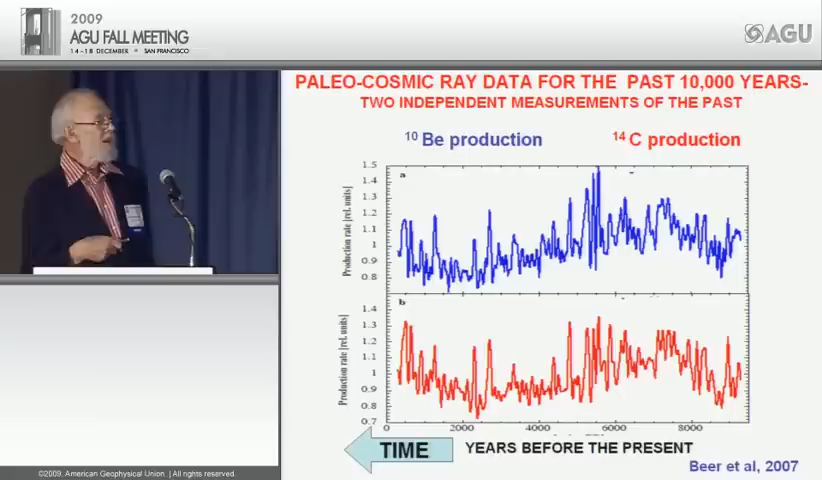 2009
AGU FALL MEETING
14 - 18 DECEMBER • SAN FRANCISCO
AGU
PALEO-COSMIC RAY DATA FOR THE PAST 10,000 YEARS-
TWO INDEPENDENT MEASUREMENTS OF THE PAST
10 Be production
14 C production
a
1.5
1.4
1.3
1.2
1.1
1
0.9
0.8
Production rate [rel. units]
b
1.4
1.3
1.2
1.1
1
0.9
0.8
0.7
Production rate [rel. units]
0 2000 4000 6000 8000
TIME
YEARS BEFORE THE PRESENT
Beer et al, 2007
©2009. American Geophysical Union. | All rights reserved.